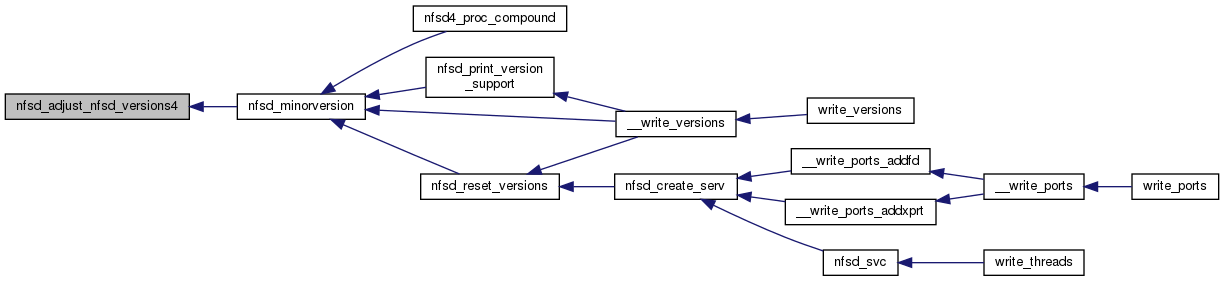 nfsd4_proc_compound
nfsd_print_version
_support
nfsd_adjust_nfsd_versions4
nfsd_minorversion
write_versions
__write_versions
__write_ports_addfd
nfsd_reset_versions
nfsd_create_serv
__write_ports
write_ports
__write_ports_addxprt
nfsd_svc
write_threads